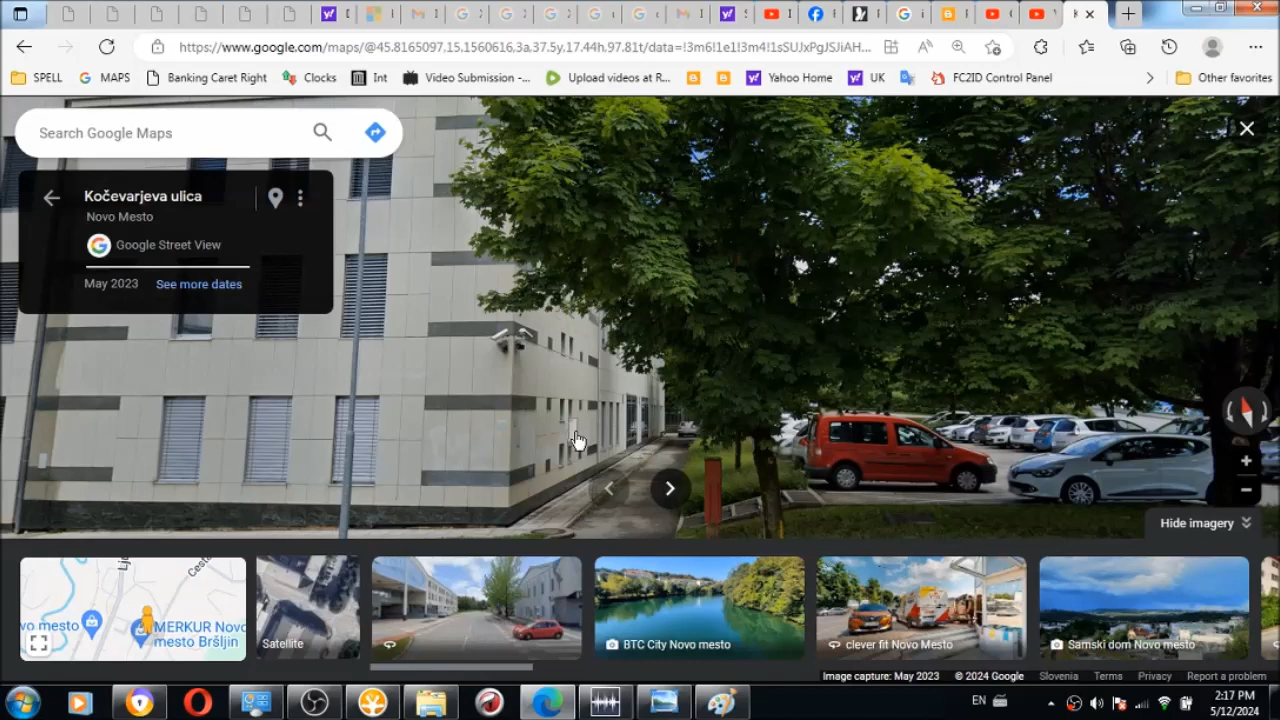 https://www.google.com/maps/@45.8165097,15.1560616,3a,37.5y,17.44h,97.81t/data=!3m6!1e1!3m4!1sSUJxPgJSJiAH...
SPELL
MAPS
Banking Caret Right
Clocks
Int
Video Submission -...
Upload videos at R...
Yahoo Home
UK
FC2ID Control Panel
Other favorites
Search Google Maps
Kočevarjeva ulica
Novo Mesto
Google Street View
May 2023 See more dates
Hide imagery
vo mesto
MERKUR Novo
mesto Bršljin
Satellite
BTC City Novo mesto
clever fit Novo Mesto
Samski dom Novo mesto
Image capture: May 2023 © 2024 Google Slovenia Terms Privacy Report a problem
EN
2:17 PM
5/12/2024